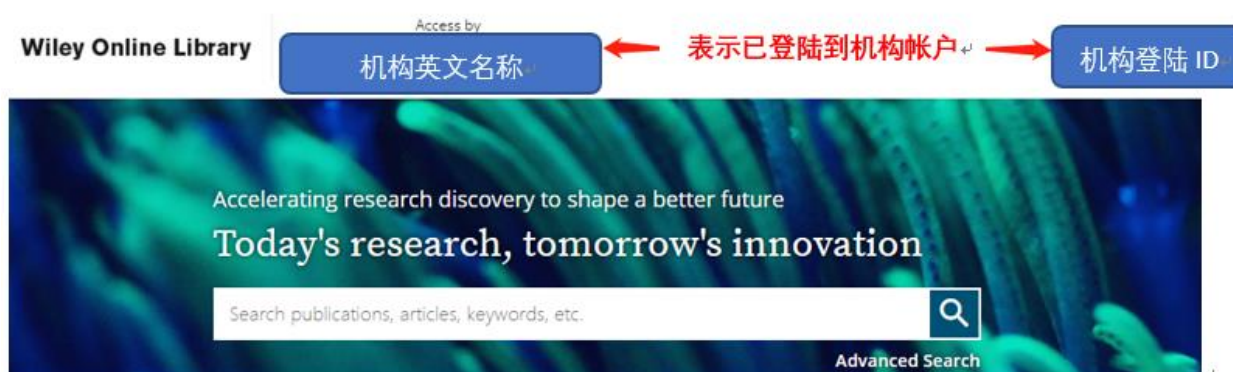 Access by
Wiley Online Library
机构英文名称
表示已登陆到机构帐户
机构登陆 ID
Accelerating research discovery to shape a better future
Today's research, tomorrow's innovation
Search publications, articles, keywords, etc.
Advanced Search